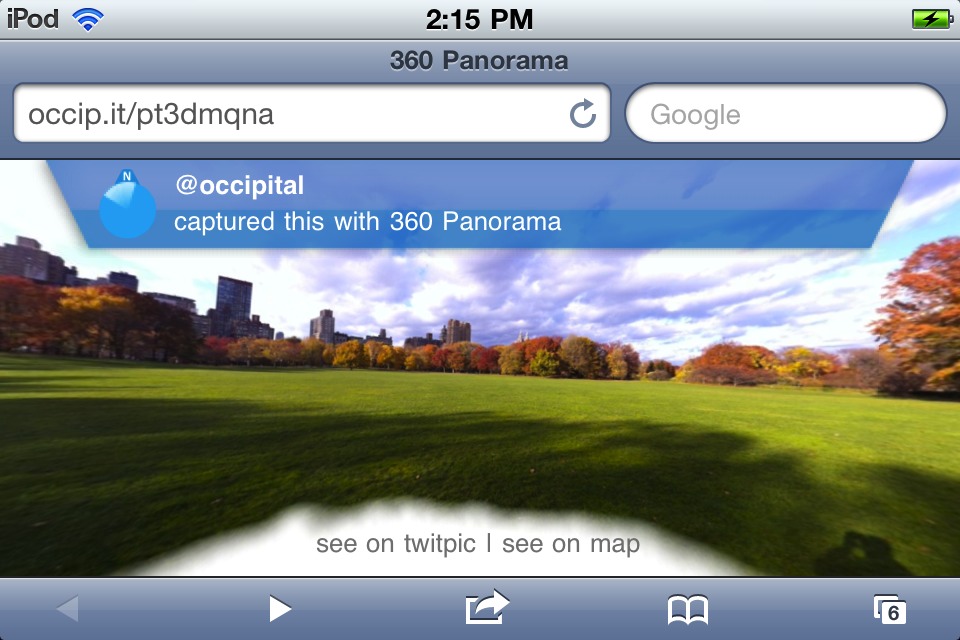 iPod 2:15 PM
360 Panorama
occip.it/pt3dmqna Google
N
@occipital
captured this with 360 Panorama
see on twitpic | see on map
6